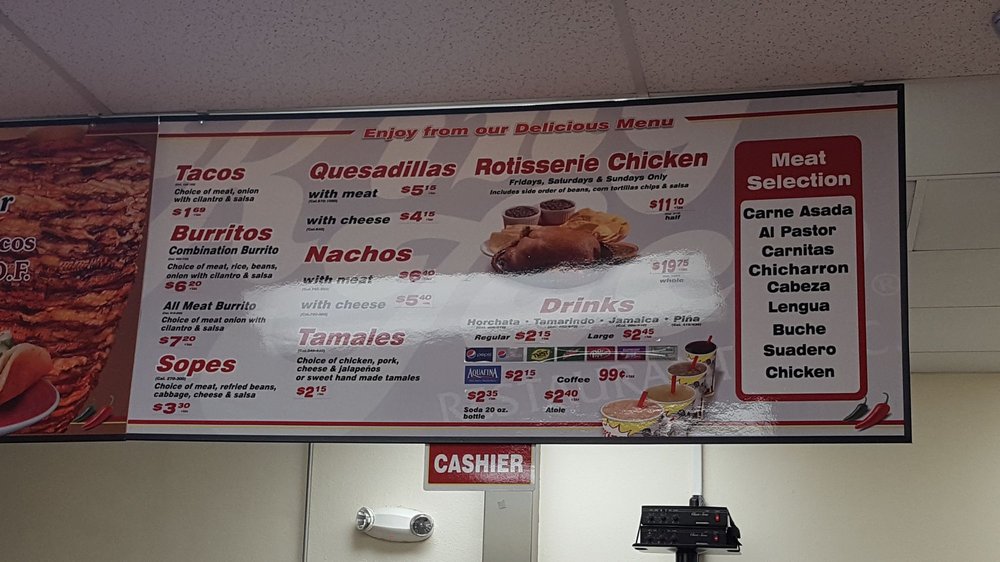 r
cos
D.F.
Enjoy from our Delicious Menu
Tacos
Choice of meat, onion
with cilantro & salsa
$1.69
Burritos
Combination Burrito
Choice of meat, rice, beans,
onion with cilantro & salsa
$6.20
All Meat Burrito
Choice of meat onion with
cilantro & salsa
$7.20
Sopes
Choice of meat, refried beans,
cabbage, cheese & salsa
$3.30
Quesadillas
with meat $5.15
with cheese $4.15
Nachos
with meat $6.40
with cheese $5.40
Tamales
Choice of chicken, pork,
cheese & jalapeños
or sweet hand made tamales
$2.15
Rotisserie Chicken
Fridays, Saturdays & Sundays Only
Includes side order of beans, corn tortillas chips & salsa
$11.10
half
$19.75
whole
Drinks
Horchata • Tamarindo • Jamaica • Piña
Regular $2.15 Large $2.45
pepsi
AQUAFINA $2.15 Coffee 99¢
$2.35 $2.40
Soda 20 oz. Atole
bottle
Meat
Selection
Carne Asada
Al Pastor
Carnitas
Chicharron
Cabeza
Lengua
Buche
Suadero
Chicken
CASHIER